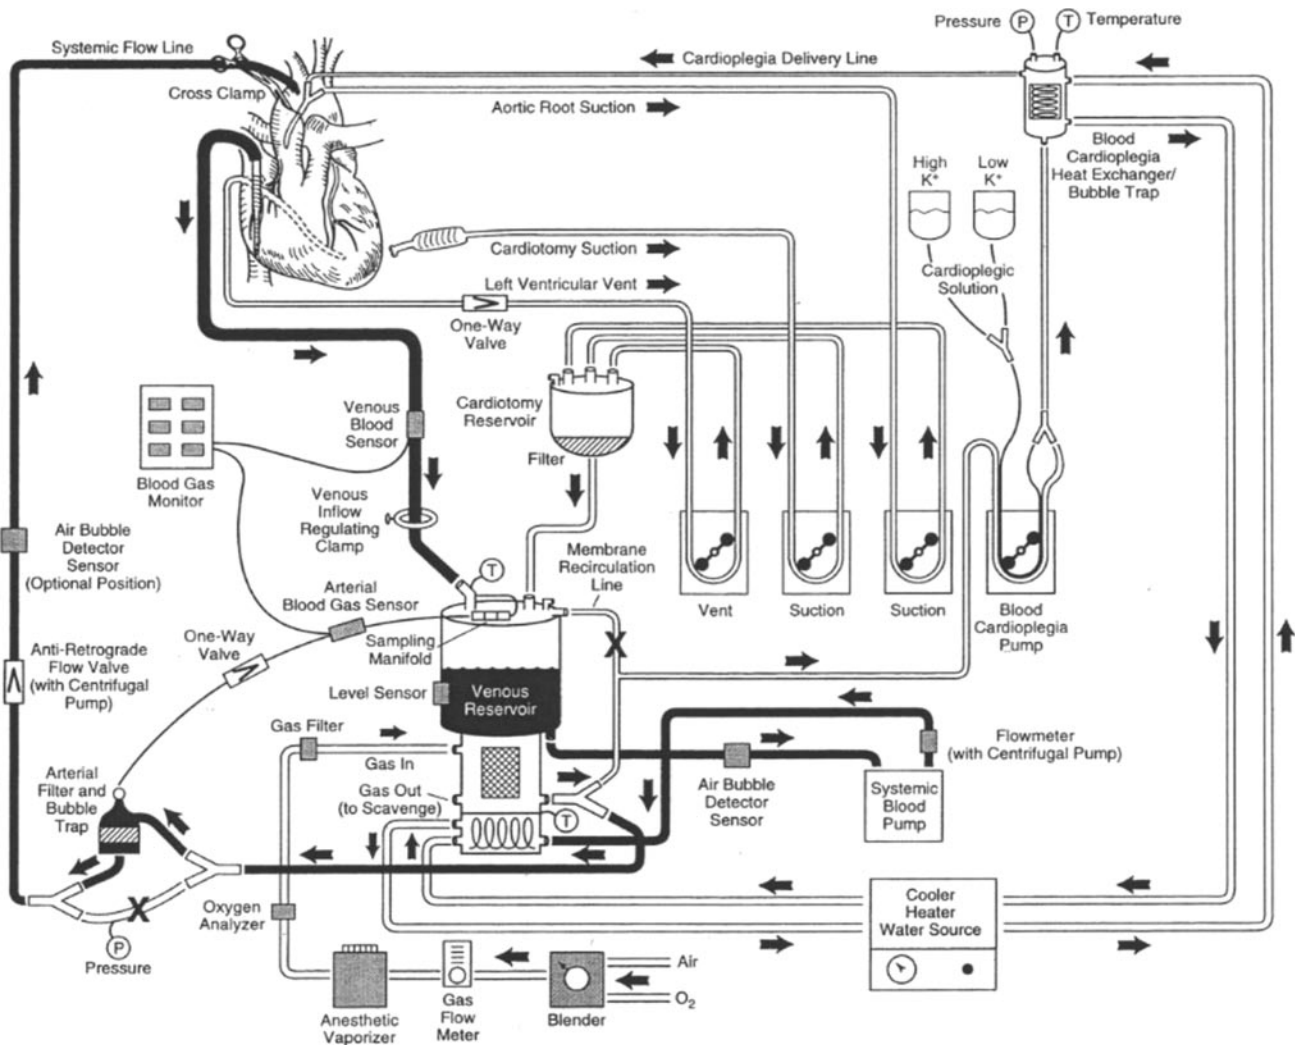 Pressure P T Temperature
Systemic Flow Line
Cardioplegia Delivery Line
Cross Clamp
Aortic Root Suction
Blood
Cardioplegia
Heat Exchanger/
Bubble Trap
High
K+
Low
K+
Cardiotomy Suction
Cardioplegic
Solution
Left Ventricular Vent
One-Way
Valve
Venous
Blood
Sensor
Cardiotomy
Reservoir
Filter
Blood Gas
Monitor
Venous
Inflow
Regulating
Clamp
Air Bubble
Detector
Sensor
(Optional Position)
T
Membrane
Recirculation
Line
Arterial
Blood Gas Sensor
Vent
Suction
Suction
Blood
Cardioplegia
Pump
One-Way
Valve
Sampling
Manifold
X
Anti-Retrograde
Flow Valve
(with Centrifugal
Pump)
Level Sensor
Venous
Reservoir
Gas Filter
Gas In
Flowmeter
(with Centrifugal Pump)
Arterial
Filter and
Bubble
Trap
Gas Out
(to Scavenge)
Air Bubble
Detector
Sensor
Systemic
Blood
Pump
T
Oxygen
Analyzer
X
Cooler
Heater
Water Source
P
Pressure
Air
O2
Anesthetic
Vaporizer
Gas
Flow
Meter
Blender